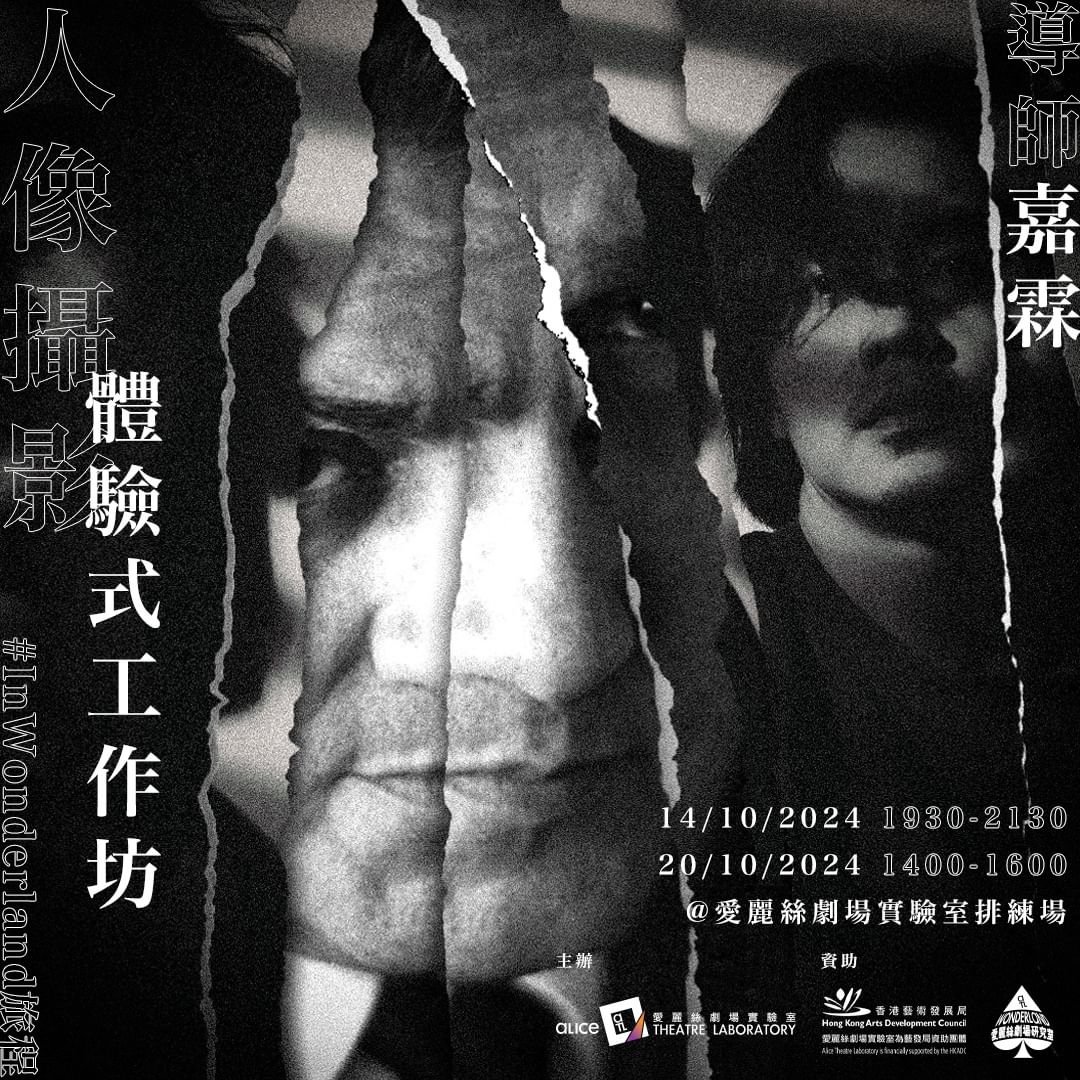 人像攝影
體驗式工作坊
#InWonderland旅程
導師
嘉霖
14/10/2024 1930-2130
20/10/2024 1400-1600
@愛麗絲劇場實驗室排練場
主辦
alice
愛麗絲劇場實驗室
THEATRE LABORATORY
資助
香港藝術發展局
Hong Kong Arts Development Council
愛麗絲劇場實驗室為藝發局資助團體
Alice Theatre Laboratory is financially supported by the HKADC
WONDERLAND
愛麗絲劇場研究室